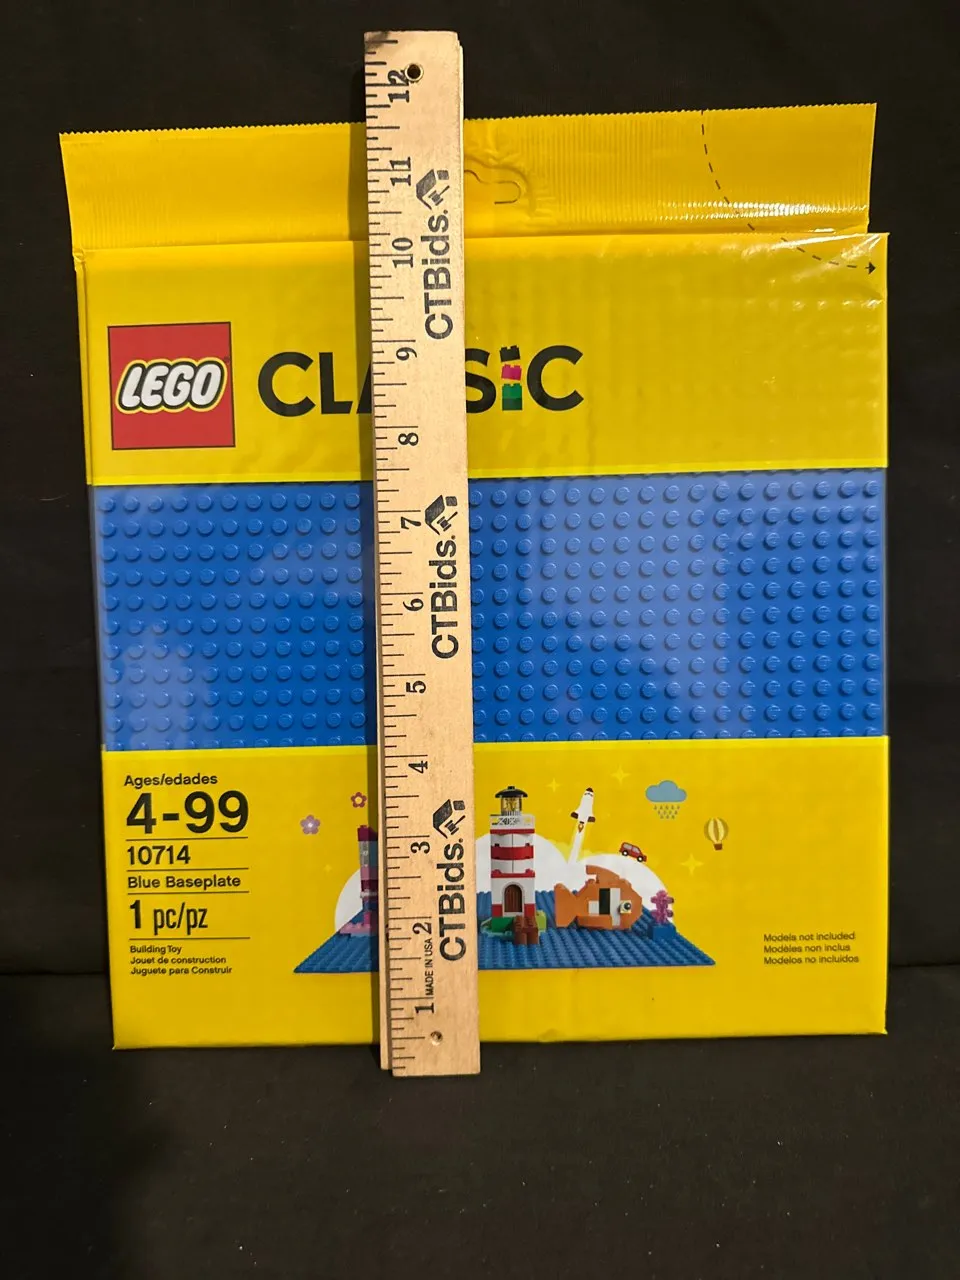 LEGO
CLASSIC
Ages/edades
4-99
10714
Blue Baseplate
1 pc/pz
Building Toy
Jouet de construction
Juguete para Construir
Models not included.
Modèles non inclus
Modelos no incluidos
12
11
10
9
8
7
6
5
4
3
2
1
CTBids.
CTBids.
CTBids.
MADE IN USA